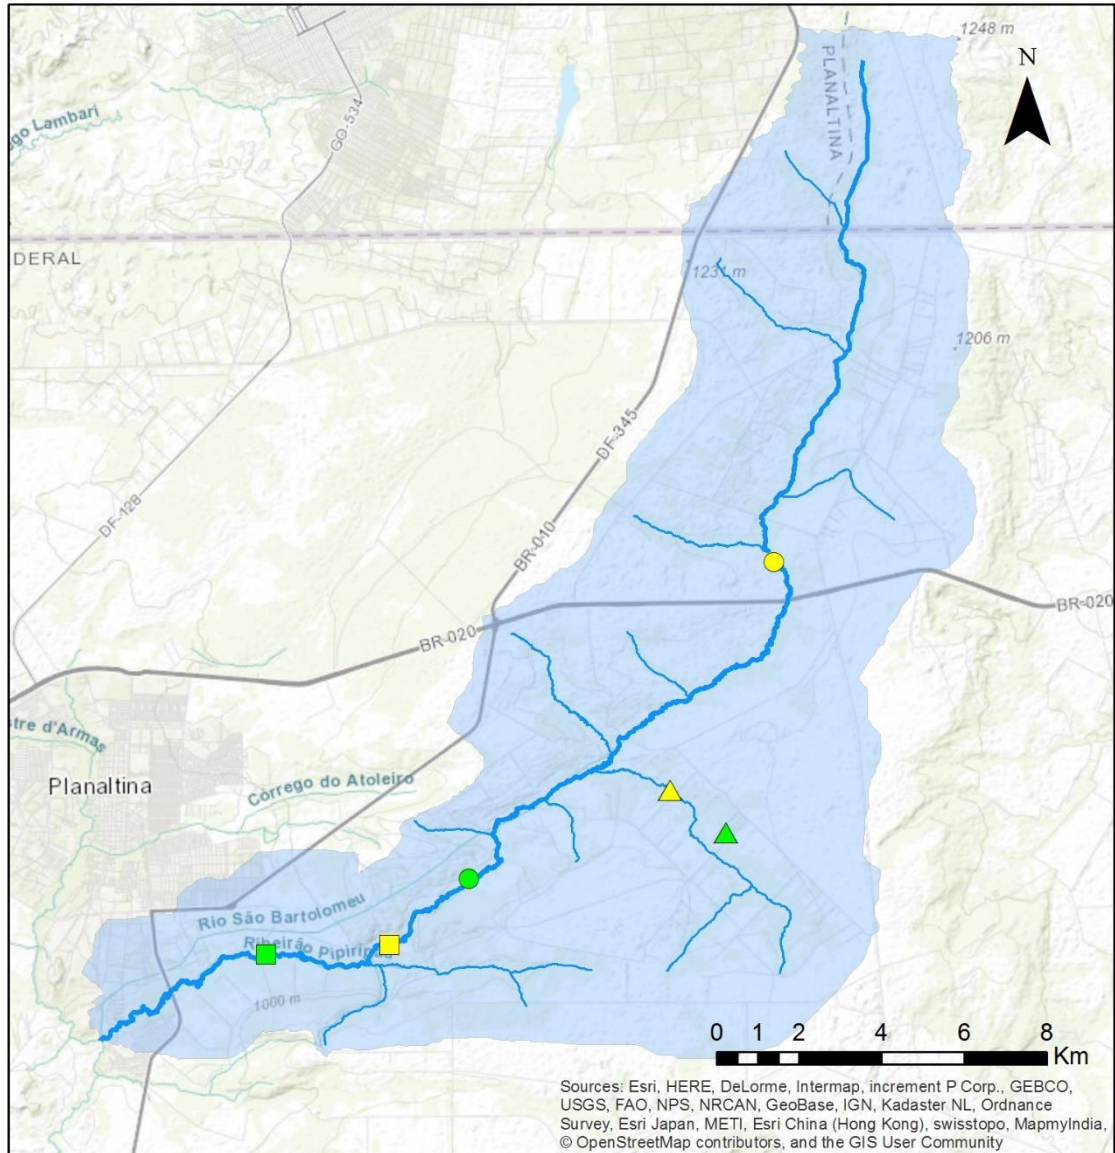 1248 m
N
PLANALTINA
ego Lambari
GO-534
DERAL
1231 m
1206 m
DF-345
DF-128
BR-010
BR-020
BR-020
stre d'Armas
Planaltina
Corrego do Atoleiro
Rio São Bartolomeu
Ribeirão Pipiripau
1000 m
0 1 2 4 6 8
Km
Sources: Esri, HERE, DeLorme, Intermap, increment P Corp., GEBCO,
USGS, FAO, NPS, NRCAN, GeoBase, IGN, Kadaster NL, Ordnance
Survey, Esri Japan, METI, Esri China (Hong Kong), swisstopo, MapmyIndia,
© OpenStreetMap contributors, and the GIS User Community